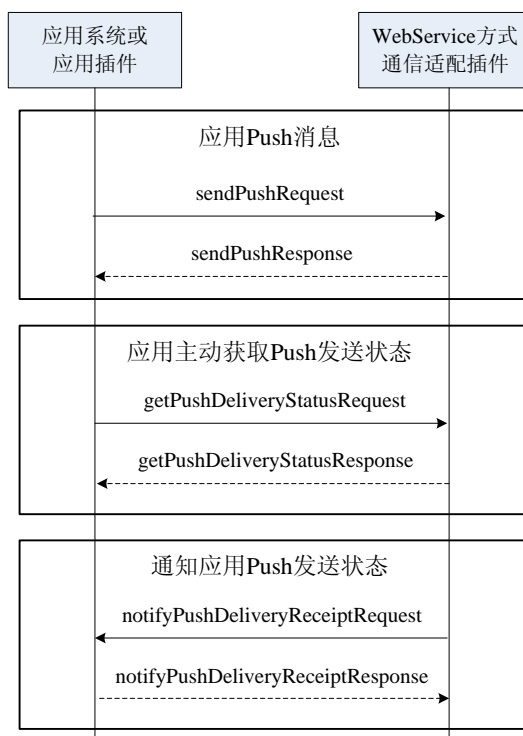 应用系统或
应用插件
WebService方式
通信适配插件
应用Push消息
sendPushRequest
sendPushResponse
应用主动获取Push发送状态
getPushDeliveryStatusRequest
getPushDeliveryStatusResponse
通知应用Push发送状态
notifyPushDeliveryReceiptRequest
notifyPushDeliveryReceiptResponse